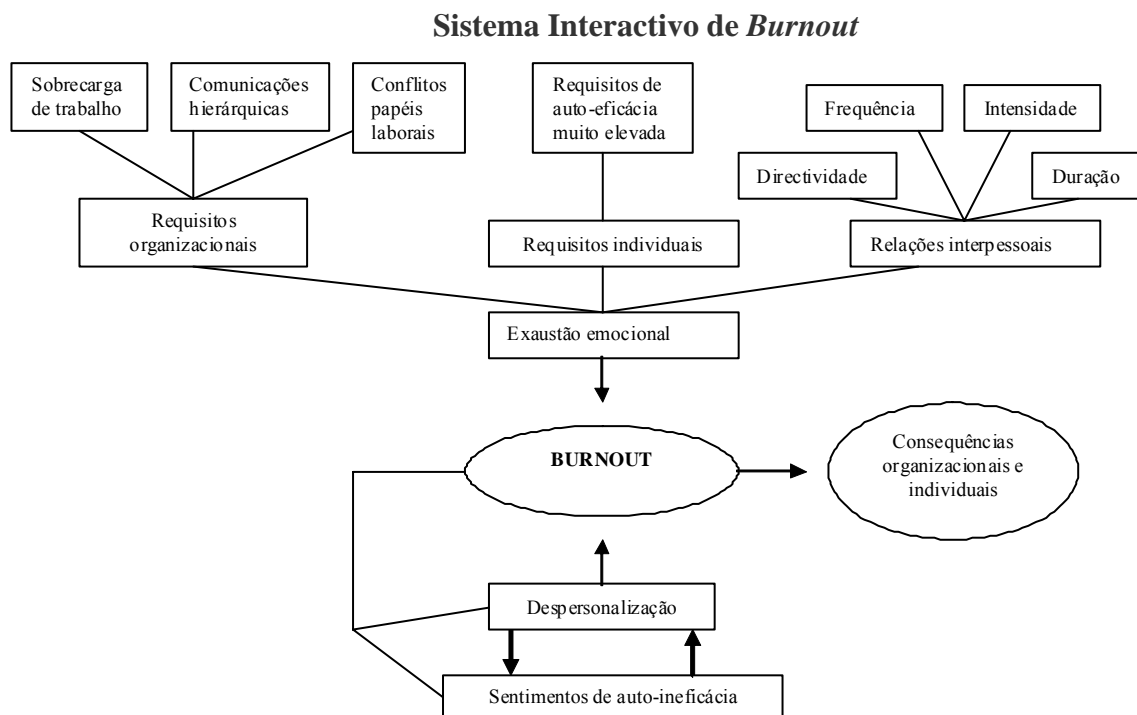 Sistema Interactivo de Burnout
Sobrecarga
de trabalho
Comunicações
hierárquicas
Conflitos
papéis
laborais
Requisitos de
auto-eficácia
muito elevada
Frequência
Intensidade
Directividade
Duração
Requisitos
organizacionais
Requisitos individuais
Relações interpessoais
Exaustão emocional
BURNOUT
Consequências
organizacionais e
individuais
Despersonalização
Sentimentos de auto-ineficácia